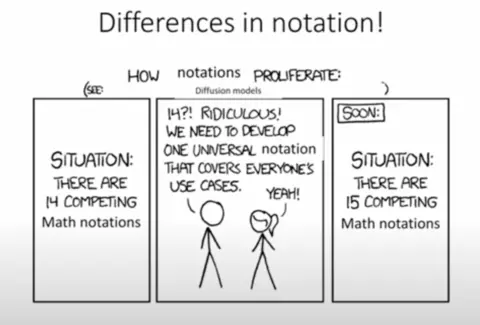 Differences in notation!
HOW notations PROLIFERATE:
(SEE: Diffusion models )
SITUATION:
THERE ARE
14 COMPETING
Math notations
14?! RIDICULOUS!
WE NEED TO DEVELOP
ONE UNIVERSAL notation
THAT COVERS EVERYONE'S
USE CASES.
YEAH!
SOON:
SITUATION:
THERE ARE
15 COMPETING
Math notations